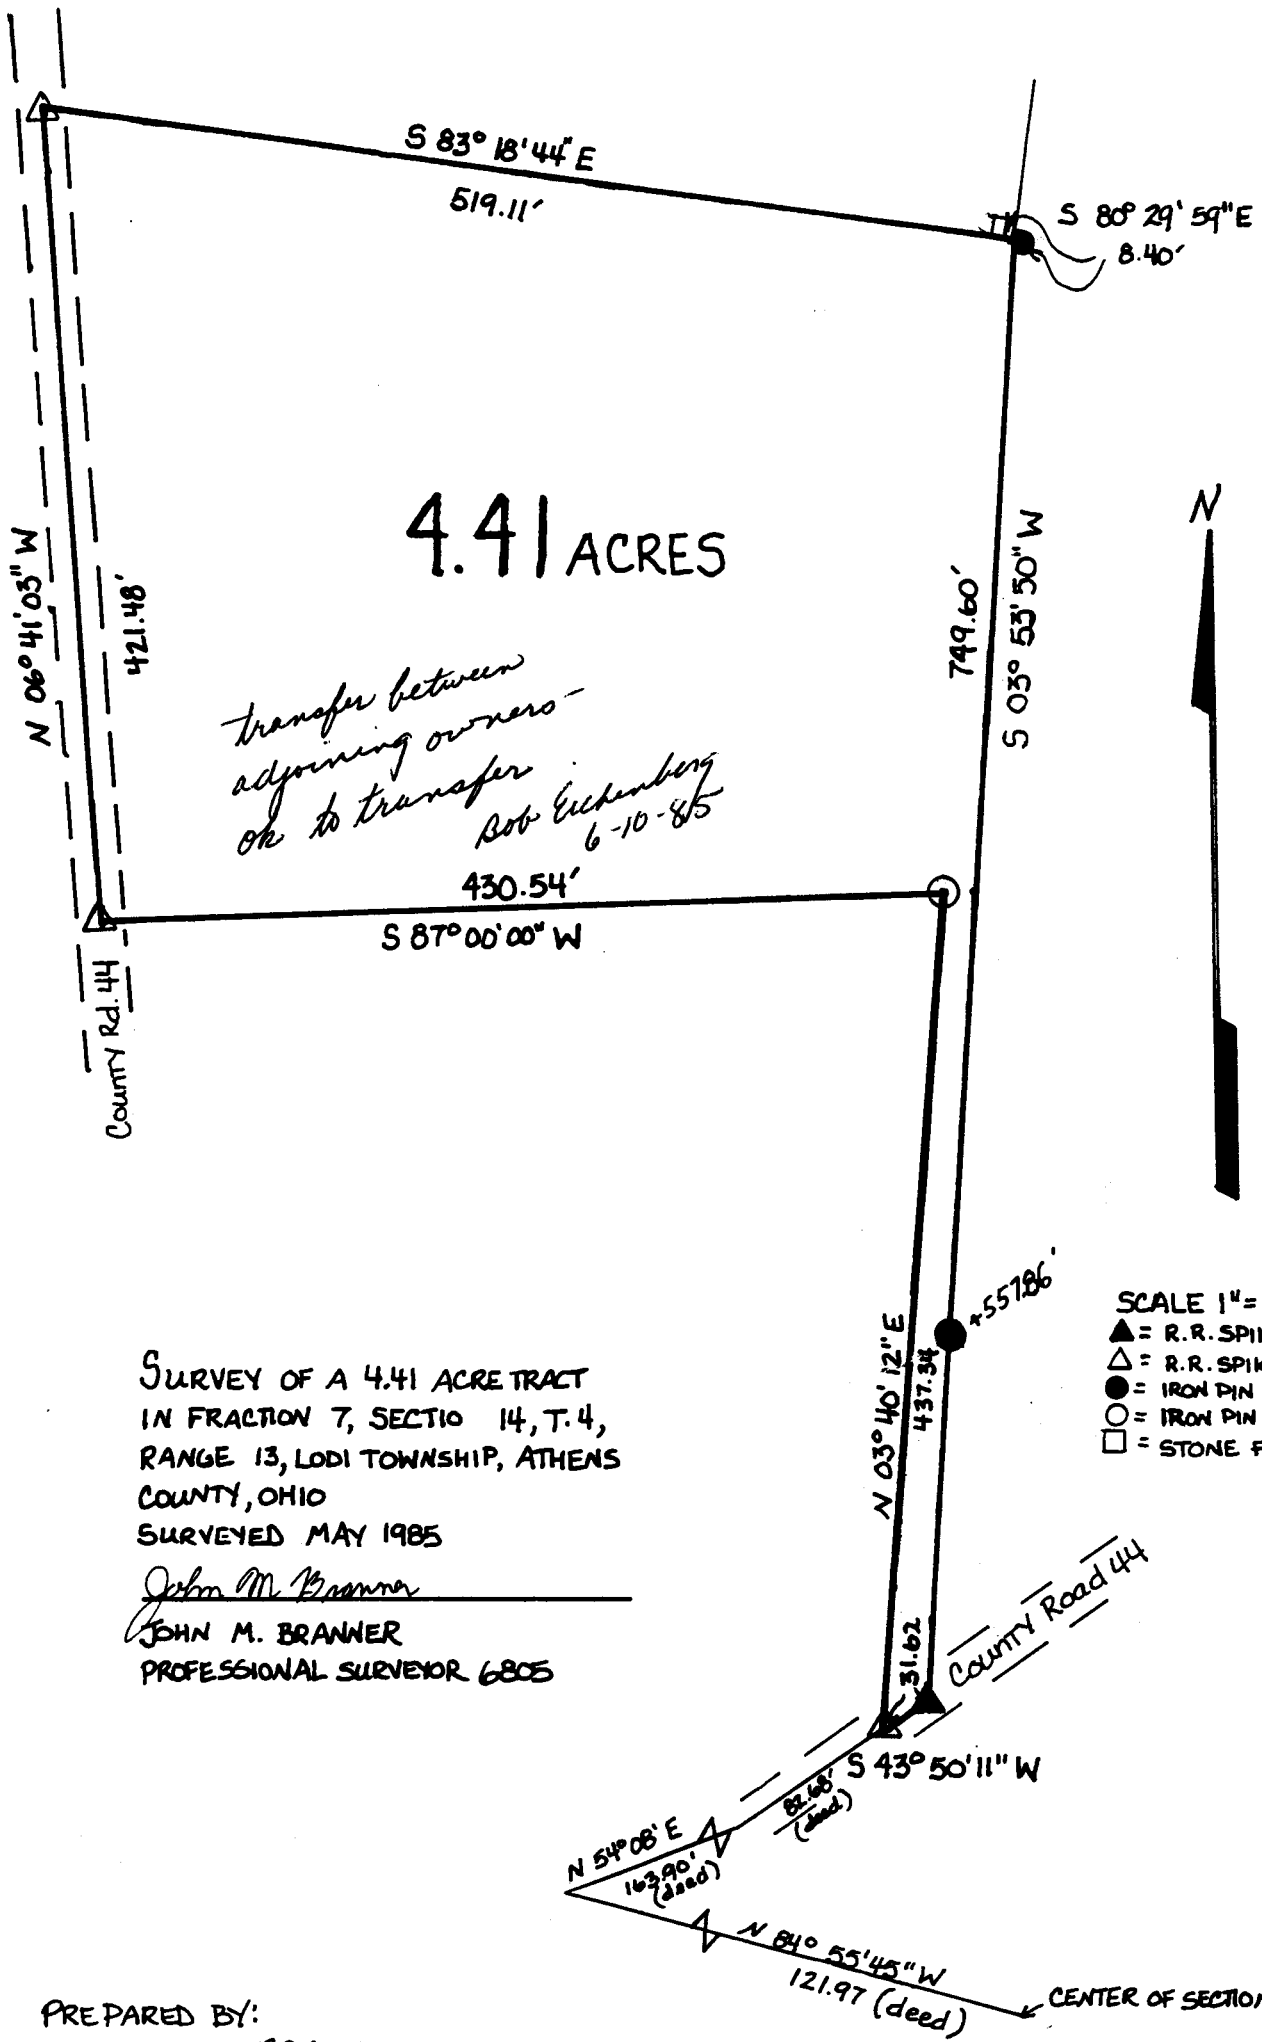 S 83° 18' 44" E
519.11'
S 80° 29' 59" E
8.40'
N 06° 41' 03" W
421.48'
4.41 ACRES
749.60'
S 03° 53' 50" W
N
transfer between
adjoining owners-
ok to transfer
Bob Eichenberg
6-10-85
430.54'
S 87° 00' 00" W
County Rd. 44
+557.86'
N 03° 40' 12" E
437.34
SCALE 1"=
▲ = R.R. SPI
△ = R.R. SPI
● = IRON PIN
○ = IRON PIN
□ = STONE F
SURVEY OF A 4.41 ACRE TRACT
IN FRACTION 7, SECTIO 14, T.4,
RANGE 13, LODI TOWNSHIP, ATHENS
COUNTY, OHIO
SURVEYED MAY 1985
John M Branner
JOHN M. BRANNER
PROFESSIONAL SURVEYOR 6805
31.62
County Road 44
S 43° 50' 11" W
82.68'
(deed)
N 54° 08' E
163.90'
(deed)
N 84° 55' 45" W
121.97 (deed)
CENTER OF SECTION
PREPARED BY: